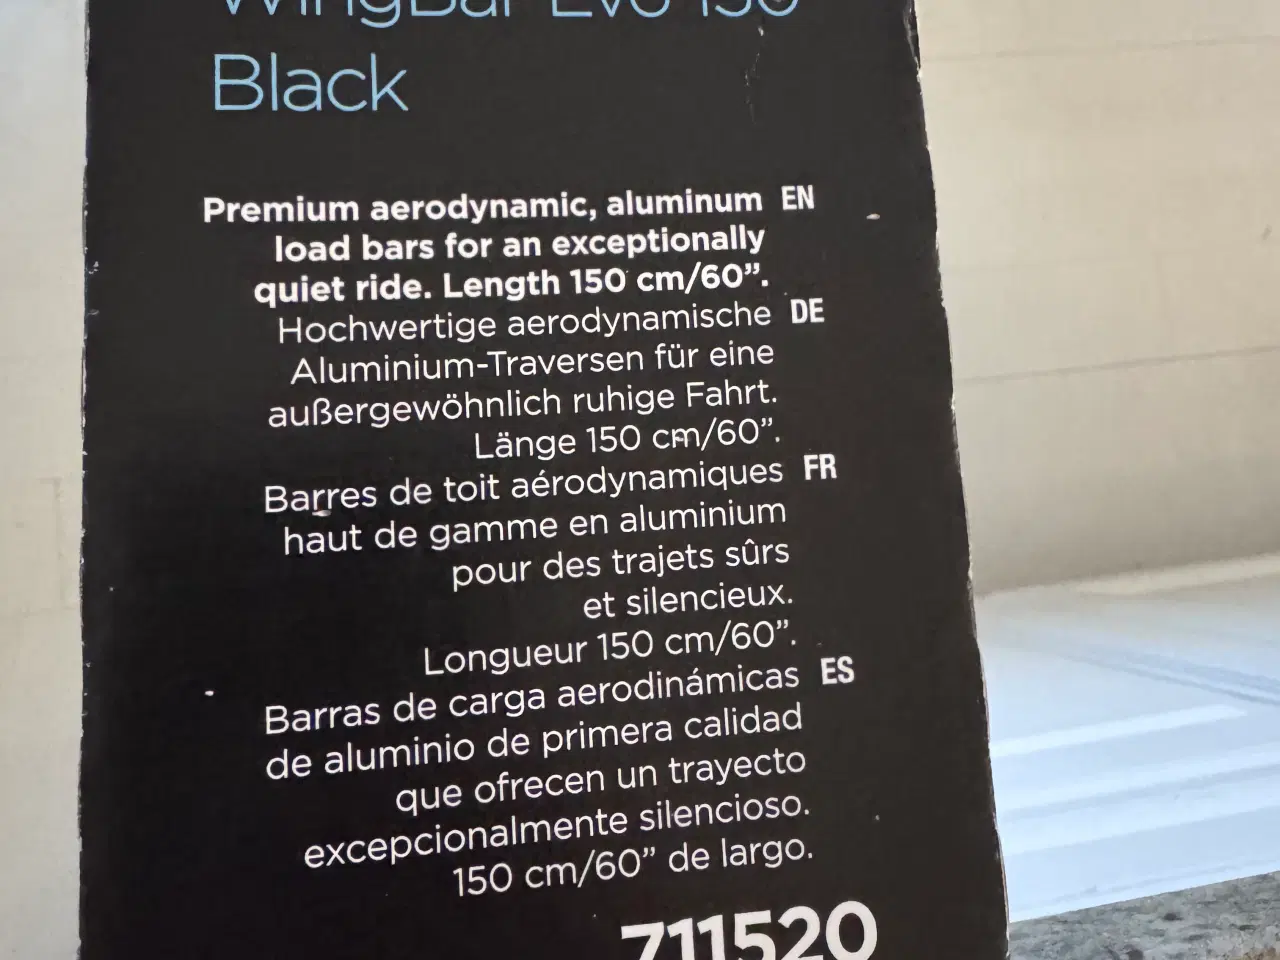 WingBar Evo 150
Black
Premium aerodynamic, aluminum EN
load bars for an exceptionally
quiet ride. Length 150 cm/60”.
Hochwertige aerodynamische DE
Aluminium-Traversen für eine
außergewöhnlich ruhige Fahrt.
Länge 150 cm/60”.
Barres de toit aérodynamiques FR
haut de gamme en aluminium
pour des trajets sûrs
et silencieux.
Longueur 150 cm/60”.
Barras de carga aerodinámicas ES
de aluminio de primera calidad
que ofrecen un trayecto
excepcionalmente silencioso.
150 cm/60” de largo.
711520